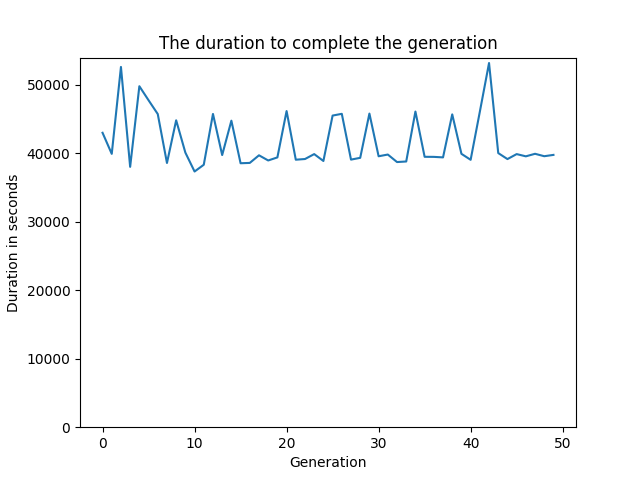 The duration to complete the generation
Duration in seconds
50000
40000
30000
20000
10000
0
0 10 20 30 40 50
Generation